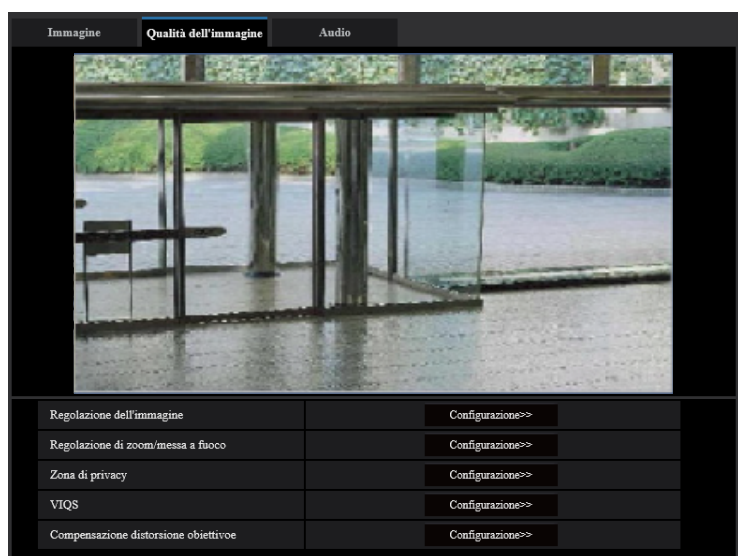 Immagine Qualità dell'immagine Audio
Regolazione dell'immagine Configurazione>>
Regolazione di zoom/messa a fuoco Configurazione>>
Zona di privacy Configurazione>>
VIQS Configurazione>>
Compensazione distorsione obiettivoe Configurazione>>